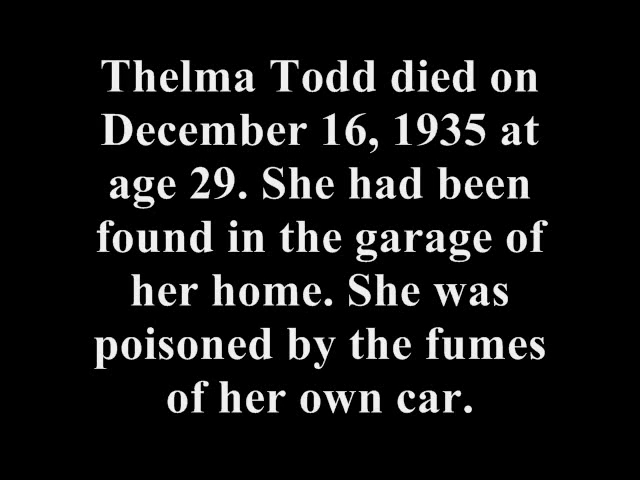 Thelma Todd died on
December 16, 1935 at
age 29. She had been
found in the garage of
her home. She was
poisoned by the fumes
of her own car.